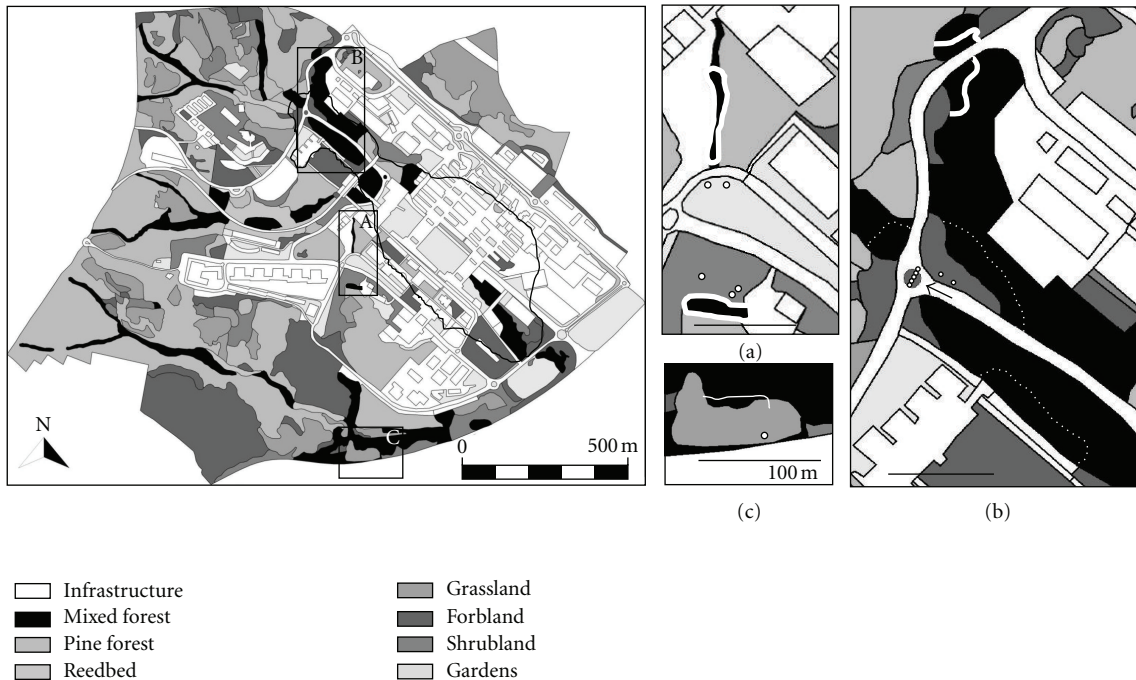 B
A
C
N
0 500 m
(a)
100 m
(c)
(b)
Infrastructure
Mixed forest
Pine forest
Reedbed
Grassland
Forbland
Shrubland
Gardens